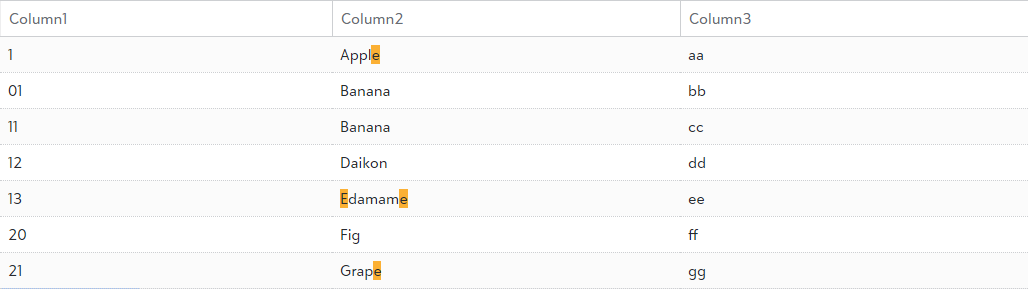 Column1 Column2 Column3
1 Apple aa
01 Banana bb
11 Banana cc
12 Daikon dd
13 Edamame ee
20 Fig ff
21 Grape gg